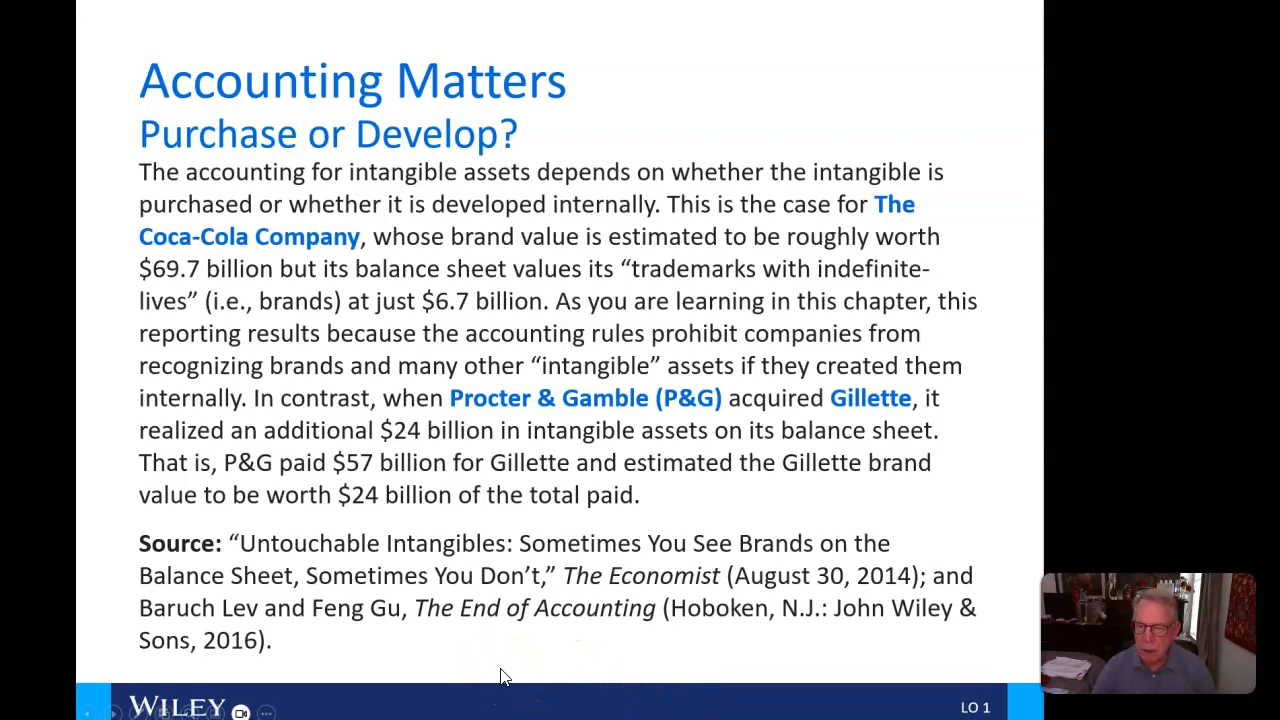 Accounting Matters
Purchase or Develop?
The accounting for intangible assets depends on whether the intangible is
purchased or whether it is developed internally. This is the case for The
Coca-Cola Company, whose brand value is estimated to be roughly worth
$69.7 billion but its balance sheet values its “trademarks with indefinite-
lives” (i.e., brands) at just $6.7 billion. As you are learning in this chapter, this
reporting results because the accounting rules prohibit companies from
recognizing brands and many other “intangible” assets if they created them
internally. In contrast, when Procter & Gamble (P&G) acquired Gillette, it
realized an additional $24 billion in intangible assets on its balance sheet.
That is, P&G paid $57 billion for Gillette and estimated the Gillette brand
value to be worth $24 billion of the total paid.
Source: “Untouchable Intangibles: Sometimes You See Brands on the
Balance Sheet, Sometimes You Don’t,” The Economist (August 30, 2014); and
Baruch Lev and Feng Gu, The End of Accounting (Hoboken, N.J.: John Wiley &
Sons, 2016).
WILEY
LO 1